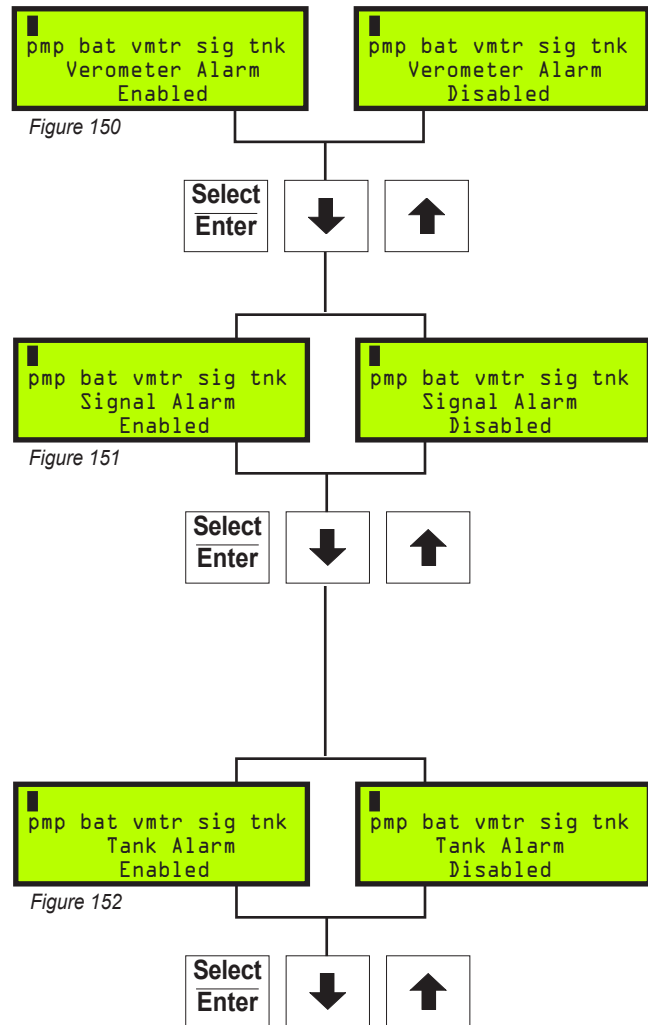 pmp bat vmtr sig tnk
Verometer Alarm
Enabled
pmp bat vmtr sig tnk
Verometer Alarm
Disabled
Figure 150
Select
Enter
pmp bat vmtr sig tnk
Signal Alarm
Enabled
pmp bat vmtr sig tnk
Signal Alarm
Disabled
Figure 151
Select
Enter
pmp bat vmtr sig tnk
Tank Alarm
Enabled
pmp bat vmtr sig tnk
Tank Alarm
Disabled
Figure 152
Select
Enter